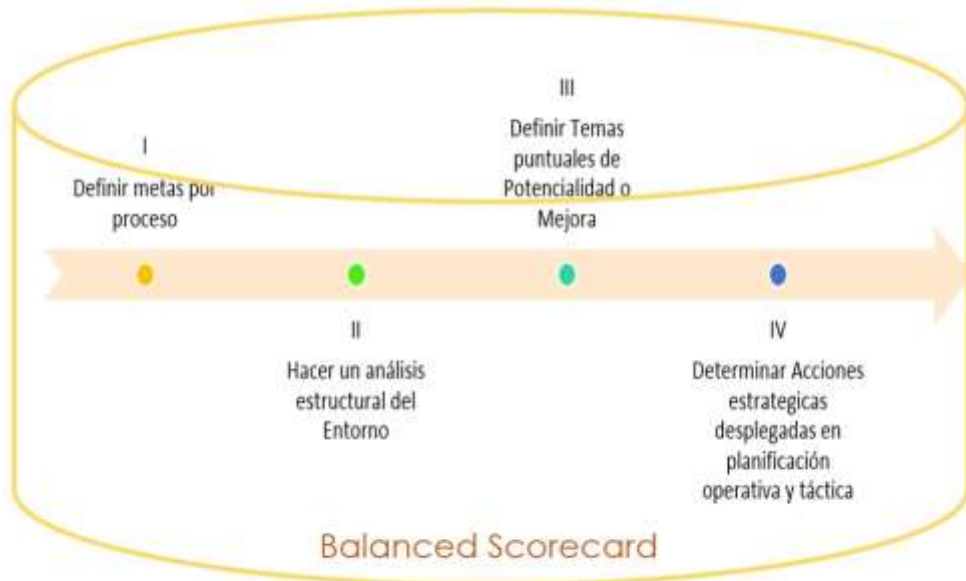 I
Definir metas por
proceso
II
Hacer un análisis
estructural del
Entorno
III
Definir Temas
puntuales de
Potencialidad o
Mejora
IV
Determinar Acciones
estrategicas
desplegadas en
planificación
operativa y táctica
Balanced Scorecard